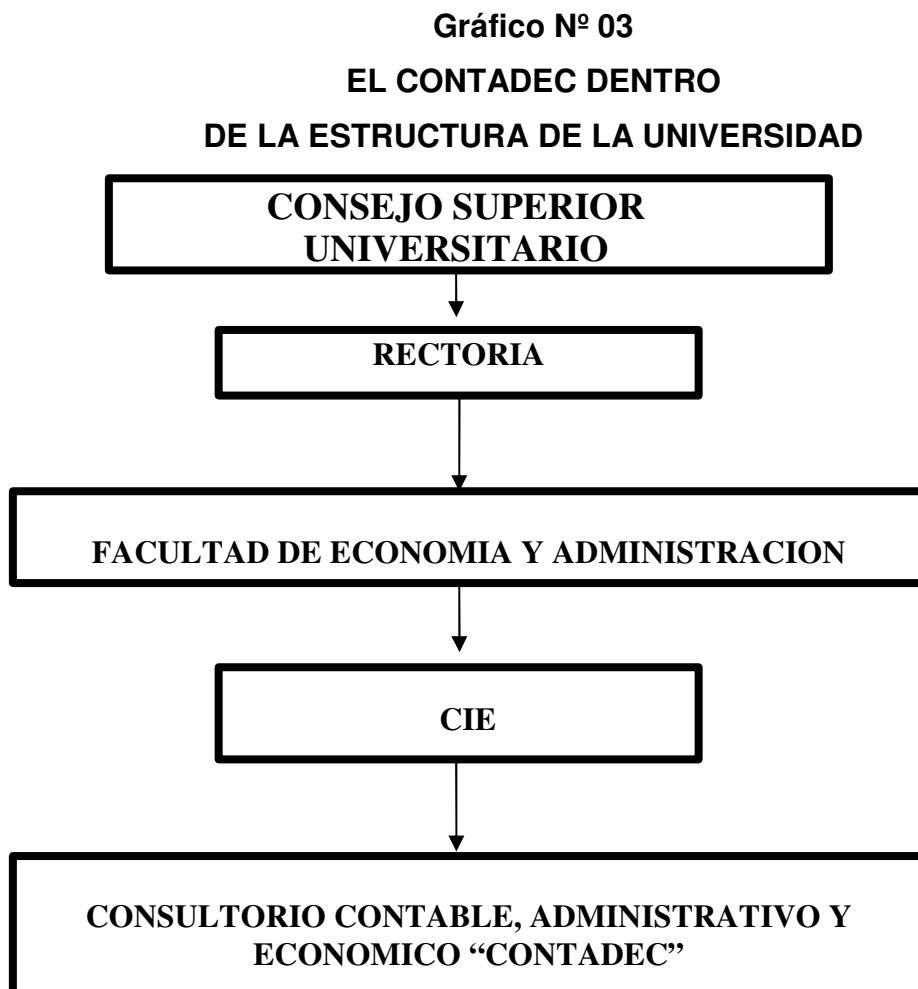 Gráfico Nº 03
EL CONTADEC DENTRO
DE LA ESTRUCTURA DE LA UNIVERSIDAD
CONSEJO SUPERIOR
UNIVERSITARIO
RECTORIA
FACULTAD DE ECONOMIA Y ADMINISTRACION
CIE
CONSULTORIO CONTABLE, ADMINISTRATIVO Y
ECONOMICO “CONTADEC”